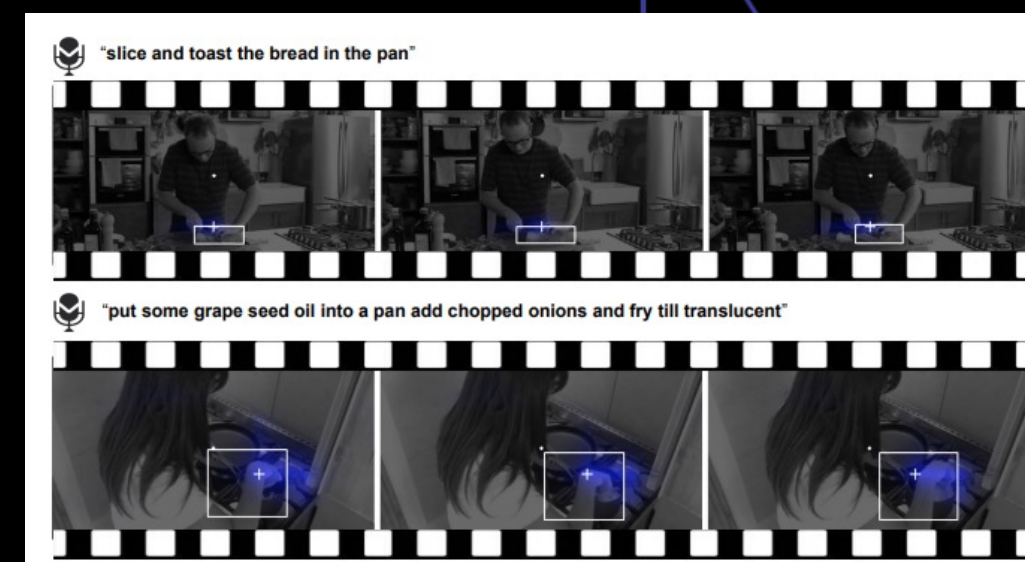 “slice and toast the bread in the pan”
“put some grape seed oil into a pan add chopped onions and fry till translucent”